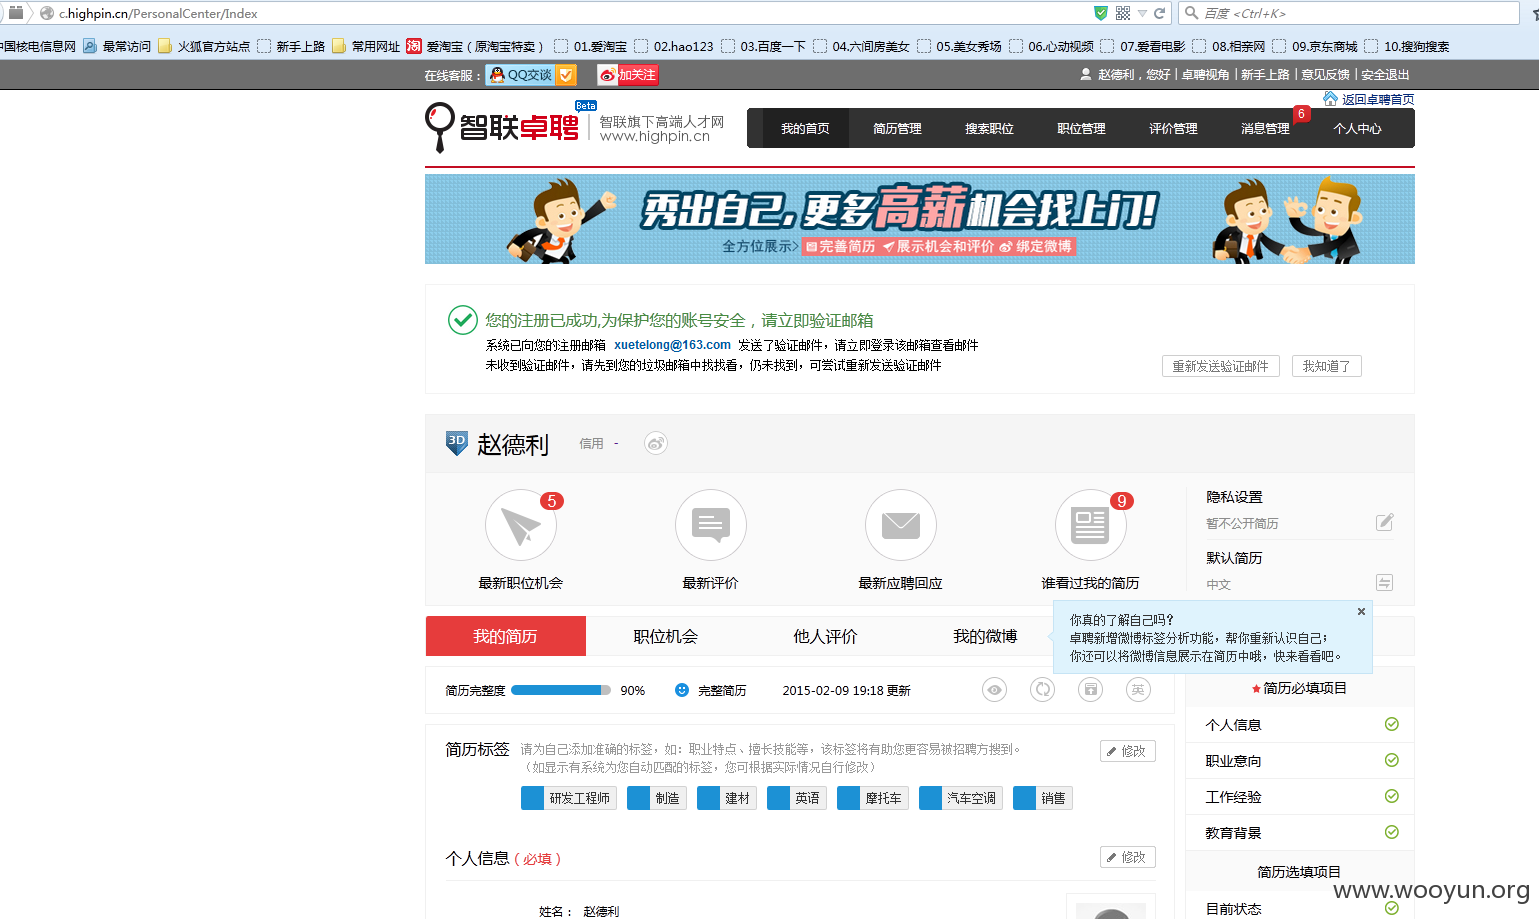 c.highpin.cn/PersonalCenter/Index
百度 <Ctrl+K>
中国核电信息网 最常访问 火狐官方站点 新手上路 常用网址 淘 爱淘宝（原淘宝特卖） 01.爱淘宝 02.hao123 03.百度一下 04.六间房美女 05.美女秀场 06.心动视频 07.爱看电影 08.相亲网 09.京东商城 10.搜狗搜索
在线客服： QQ交谈 加关注 赵德利，您好 | 卓聘视角 | 新手上路 | 意见反馈 | 安全退出
返回卓聘首页
智联卓聘 Beta 智联旗下高端人才网
www.highpin.cn
我的首页 简历管理 搜索职位 职位管理 评价管理 消息管理 6 个人中心
秀出自己,更多高薪机会找上门!
全方位展示> 完善简历 展示机会和评价 绑定微博
您的注册已成功,为保护您的账号安全，请立即验证邮箱
系统已向您的注册邮箱 xuetelong@163.com 发送了验证邮件，请立即登录该邮箱查看邮件
未收到验证邮件，请先到您的垃圾邮箱中找找看，仍未找到，可尝试重新发送验证邮件
重新发送验证邮件 我知道了
3D 赵德利 信用 -
5 9
最新职位机会 最新评价 最新应聘回应 谁看过我的简历
隐私设置
暂不公开简历
默认简历
中文
我的简历 职位机会 他人评价 我的微博
你真的了解自己吗？
卓聘新增微博标签分析功能，帮你重新认识自己；
你还可以将微博信息展示在简历中哦，快来看看吧。
简历完整度 90% 完整简历 2015-02-09 19:18 更新 英
简历标签 请为自己添加准确的标签，如：职业特点、擅长技能等，该标签将有助您更容易被招聘方搜到。
（如显示有系统为您自动匹配的标签，您可根据实际情况自行修改）
修改
研发工程师 制造 建材 英语 摩托车 汽车空调 销售
个人信息（必填） 修改
姓名： 赵德利
★简历必填项目
个人信息
职业意向
工作经验
教育背景
简历选填项目
目前状态
www.wooyun.org